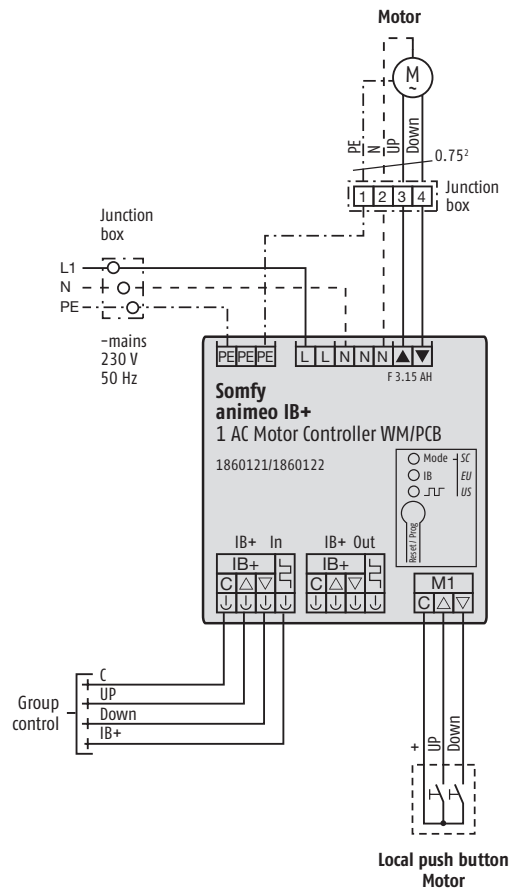 Motor
M
~
PE
N
UP
Down
0.75²
1 2 3 4
Junction
box
Junction
box
L1
N
PE
~mains
230 V
50 Hz
PE PE PE L L N N N ▲ ▼
F 3.15 AH
Somfy
animeo IB+
1 AC Motor Controller WM/PCB
1860121/1860122
Mode SC
IB EU
US
Reset / Prog
IB+ In
IB+ Out
IB+
IB+
C △ ▽
C △ ▽
M1
C △ ▽
Group
control
C
UP
Down
IB+
+
UP
Down
Local push button
Motor